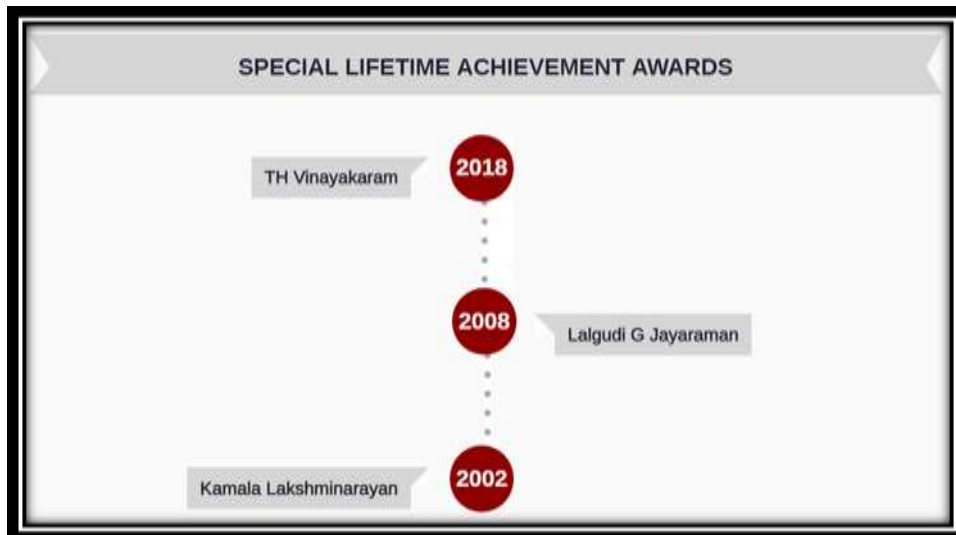 SPECIAL LIFETIME ACHIEVEMENT AWARDS
2018
TH Vinayakaram
2008
Lalgudi G Jayaraman
2002
Kamala Lakshminarayan